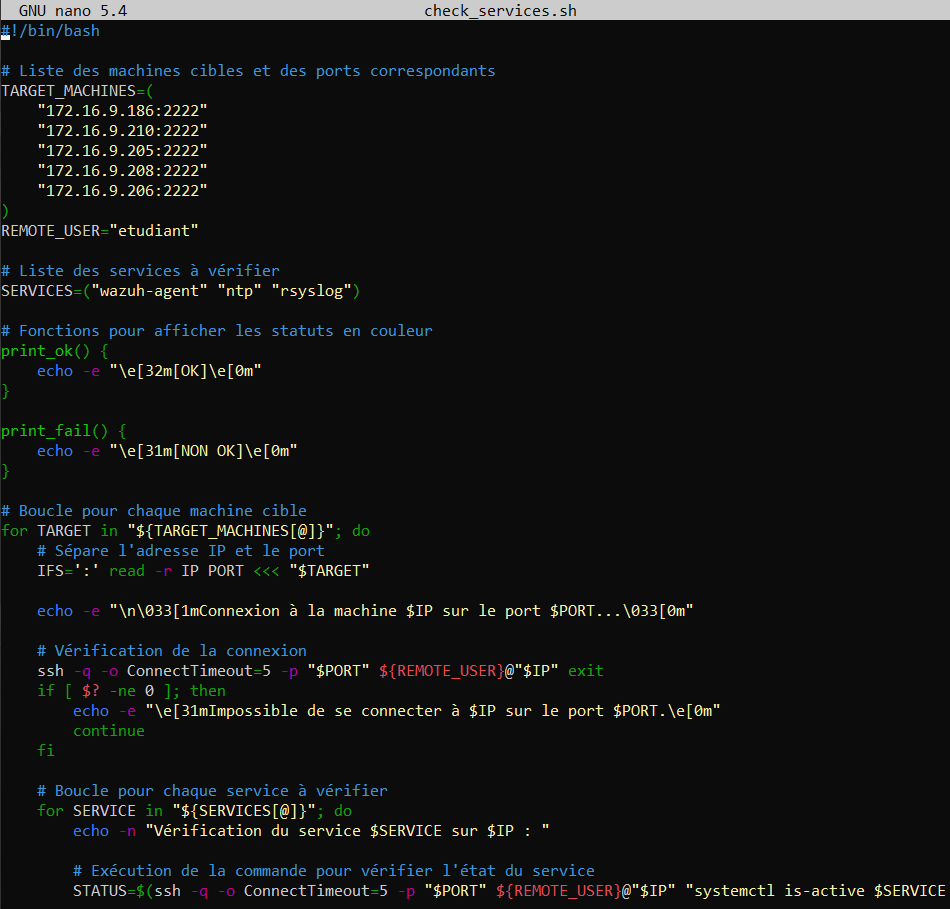 GNU nano 5.4 check_services.sh
#!/bin/bash
# Liste des machines cibles et des ports correspondants
TARGET_MACHINES=(
    "172.16.9.186:2222"
    "172.16.9.210:2222"
    "172.16.9.205:2222"
    "172.16.9.208:2222"
    "172.16.9.206:2222"
)
REMOTE_USER="etudiant"
# Liste des services à vérifier
SERVICES=("wazuh-agent" "ntp" "rsyslog")
# Fonctions pour afficher les statuts en couleur
print_ok() {
    echo -e "\e[32m[OK]\e[0m"
}
print_fail() {
    echo -e "\e[31m[NON OK]\e[0m"
}
# Boucle pour chaque machine cible
for TARGET in "${TARGET_MACHINES[@]}"; do
    # Sépare l'adresse IP et le port
    IFS=':' read -r IP PORT <<< "$TARGET"
    echo -e "\n\033[1mConnexion à la machine $IP sur le port $PORT...\033[0m"
    # Vérification de la connexion
    ssh -q -o ConnectTimeout=5 -p "$PORT" ${REMOTE_USER}@"$IP" exit
    if [ $? -ne 0 ]; then
        echo -e "\e[31mImpossible de se connecter à $IP sur le port $PORT.\e[0m"
        continue
    fi
    # Boucle pour chaque service à vérifier
    for SERVICE in "${SERVICES[@]}"; do
        echo -n "Vérification du service $SERVICE sur $IP : "
        # Exécution de la commande pour vérifier l'état du service
        STATUS=$(ssh -q -o ConnectTimeout=5 -p "$PORT" ${REMOTE_USER}@"$IP" "systemctl is-active $SERVICE